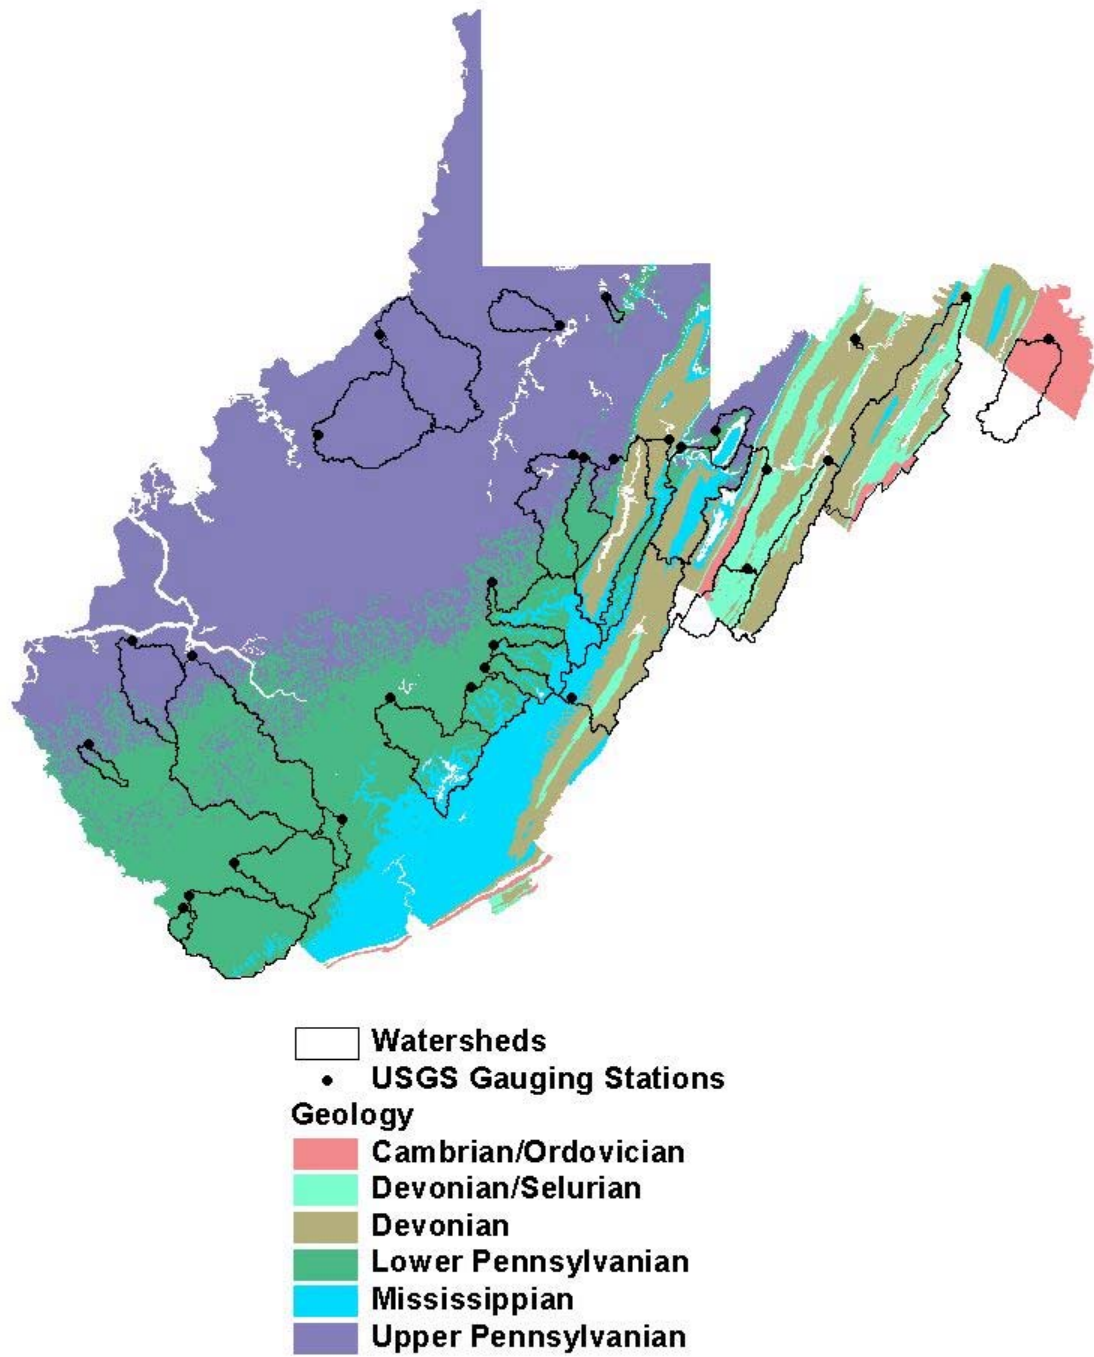 Watersheds
USGS Gauging Stations
Geology
Cambrian/Ordovician
Devonian/Selurian
Devonian
Lower Pennsylvanian
Mississippian
Upper Pennsylvanian